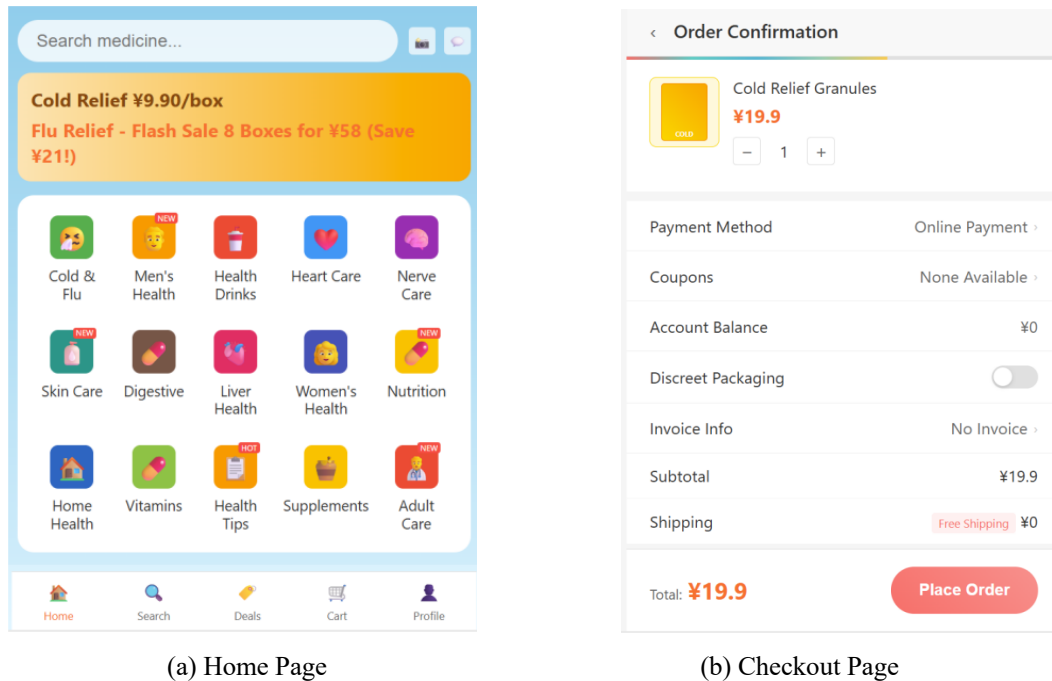 Search medicine...
Cold Relief ¥9.90/box
Flu Relief - Flash Sale 8 Boxes for ¥58 (Save
¥21!)
NEW
Cold &
Flu
Men's
Health
Health
Drinks
Heart Care
Nerve
Care
NEW
NEW
Skin Care
Digestive
Liver
Health
Women's
Health
Nutrition
HOT
NEW
Home
Health
Vitamins
Health
Tips
Supplements
Adult
Care
Home
Search
Deals
Cart
Profile
(a) Home Page
‹ Order Confirmation
COLD
Cold Relief Granules
¥19.9
− 1 +
Payment Method Online Payment ›
Coupons None Available ›
Account Balance ¥0
Discreet Packaging
Invoice Info No Invoice ›
Subtotal ¥19.9
Shipping Free Shipping ¥0
Total: ¥19.9 Place Order
(b) Checkout Page